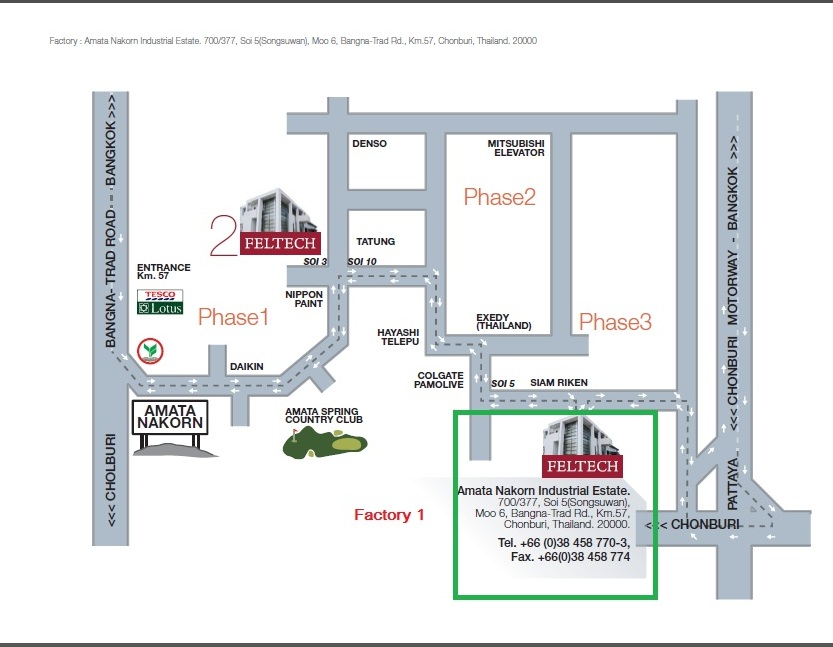 Factory : Amata Nakorn Industrial Estate. 700/377, Soi 5(Songsuwan), Moo 6, Bangna-Trad Rd., Km.57, Chonburi, Thailand. 20000
<<< CHOLBURI BANGNA- TRAD ROAD - BANGKOK >>>
DENSO
MITSUBISHI
ELEVATOR
Phase2
2
FELTECH
TATUNG
SOI 3
SOI 10
ENTRANCE
Km. 57
TESCO
Lotus
NIPPON
PAINT
Phase1
EXEDY
(THAILAND)
Phase3
HAYASHI
TELEPU
DAIKIN
COLGATE
PAMOLIVE
SOI 5
SIAM RIKEN
AMATA
NAKORN
AMATA SPRING
COUNTRY CLUB
FELTECH
Factory 1
Amata Nakorn Industrial Estate.
700/377, Soi 5(Songsuwan),
Moo 6, Bangna-Trad Rd., Km.57,
Chonburi, Thailand. 20000.
Tel. +66 (0)38 458 770-3,
Fax. +66(0)38 458 774
<<< CHONBURI
PATTAYA <<< CHONBURI MOTORWAY - BANGKOK >>>